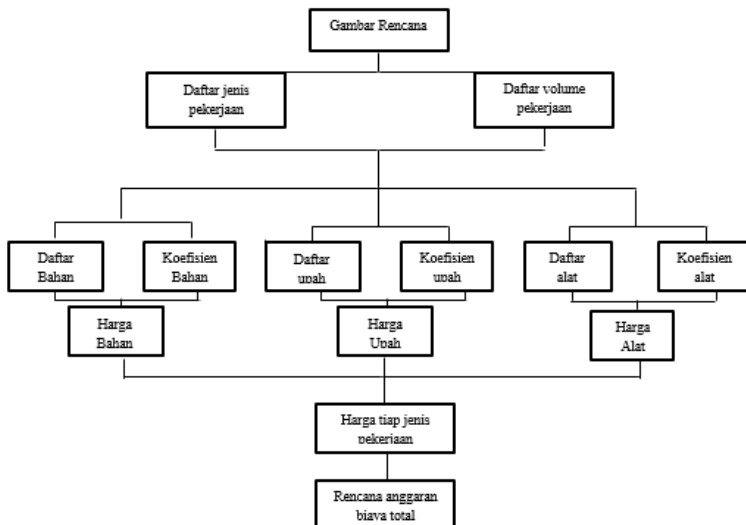 Gambar Rencana
Daftar jenis
pekerjaan
Daftar volume
pekerjaan
Daftar
Bahan
Koefisien
Bahan
Daftar
upah
Koefisien
upah
Daftar
alat
Koefisien
alat
Harga
Bahan
Harga
Upah
Harga
Alat
Harga tiap jenis
pekerjaan
Rencana anggaran
biaya total